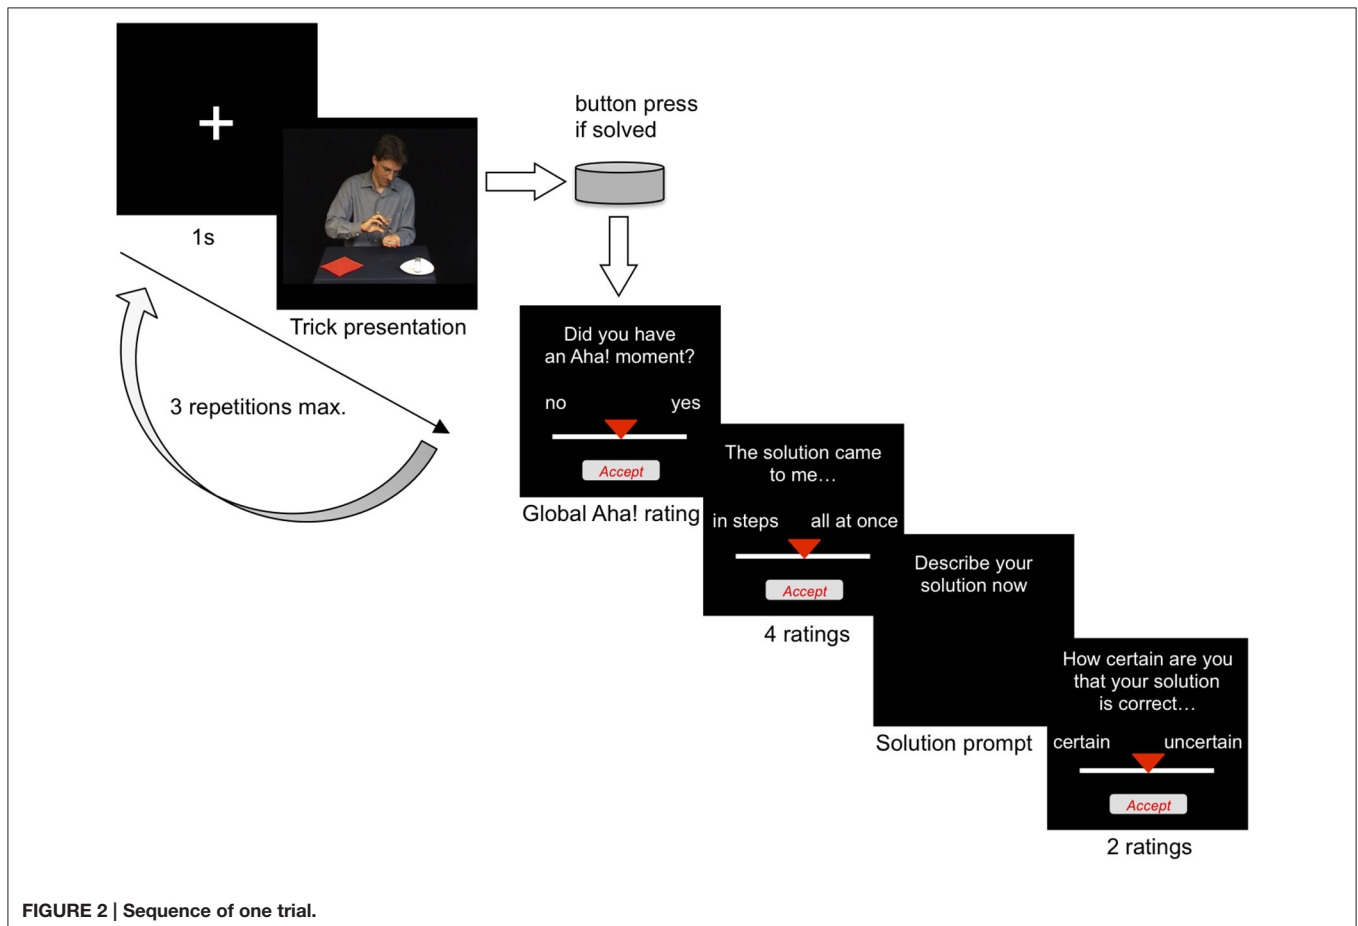 1s
Trick presentation
3 repetitions max.
button press
if solved
Did you have
an Aha! moment?
no yes
Accept
Global Aha! rating
The solution came
to me…
in steps all at once
Accept
4 ratings
Describe your
solution now
Solution prompt
How certain are you
that your solution
is correct…
certain uncertain
Accept
2 ratings
FIGURE 2 | Sequence of one trial.